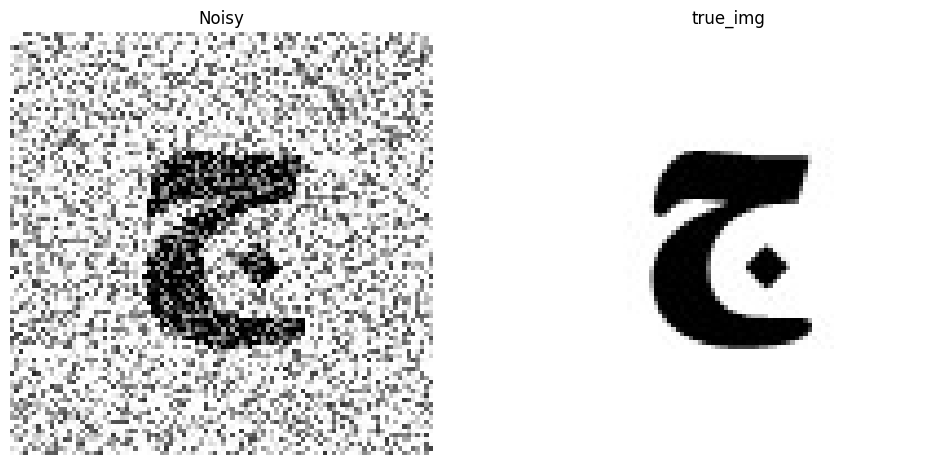 Noisy true_img
ج ج